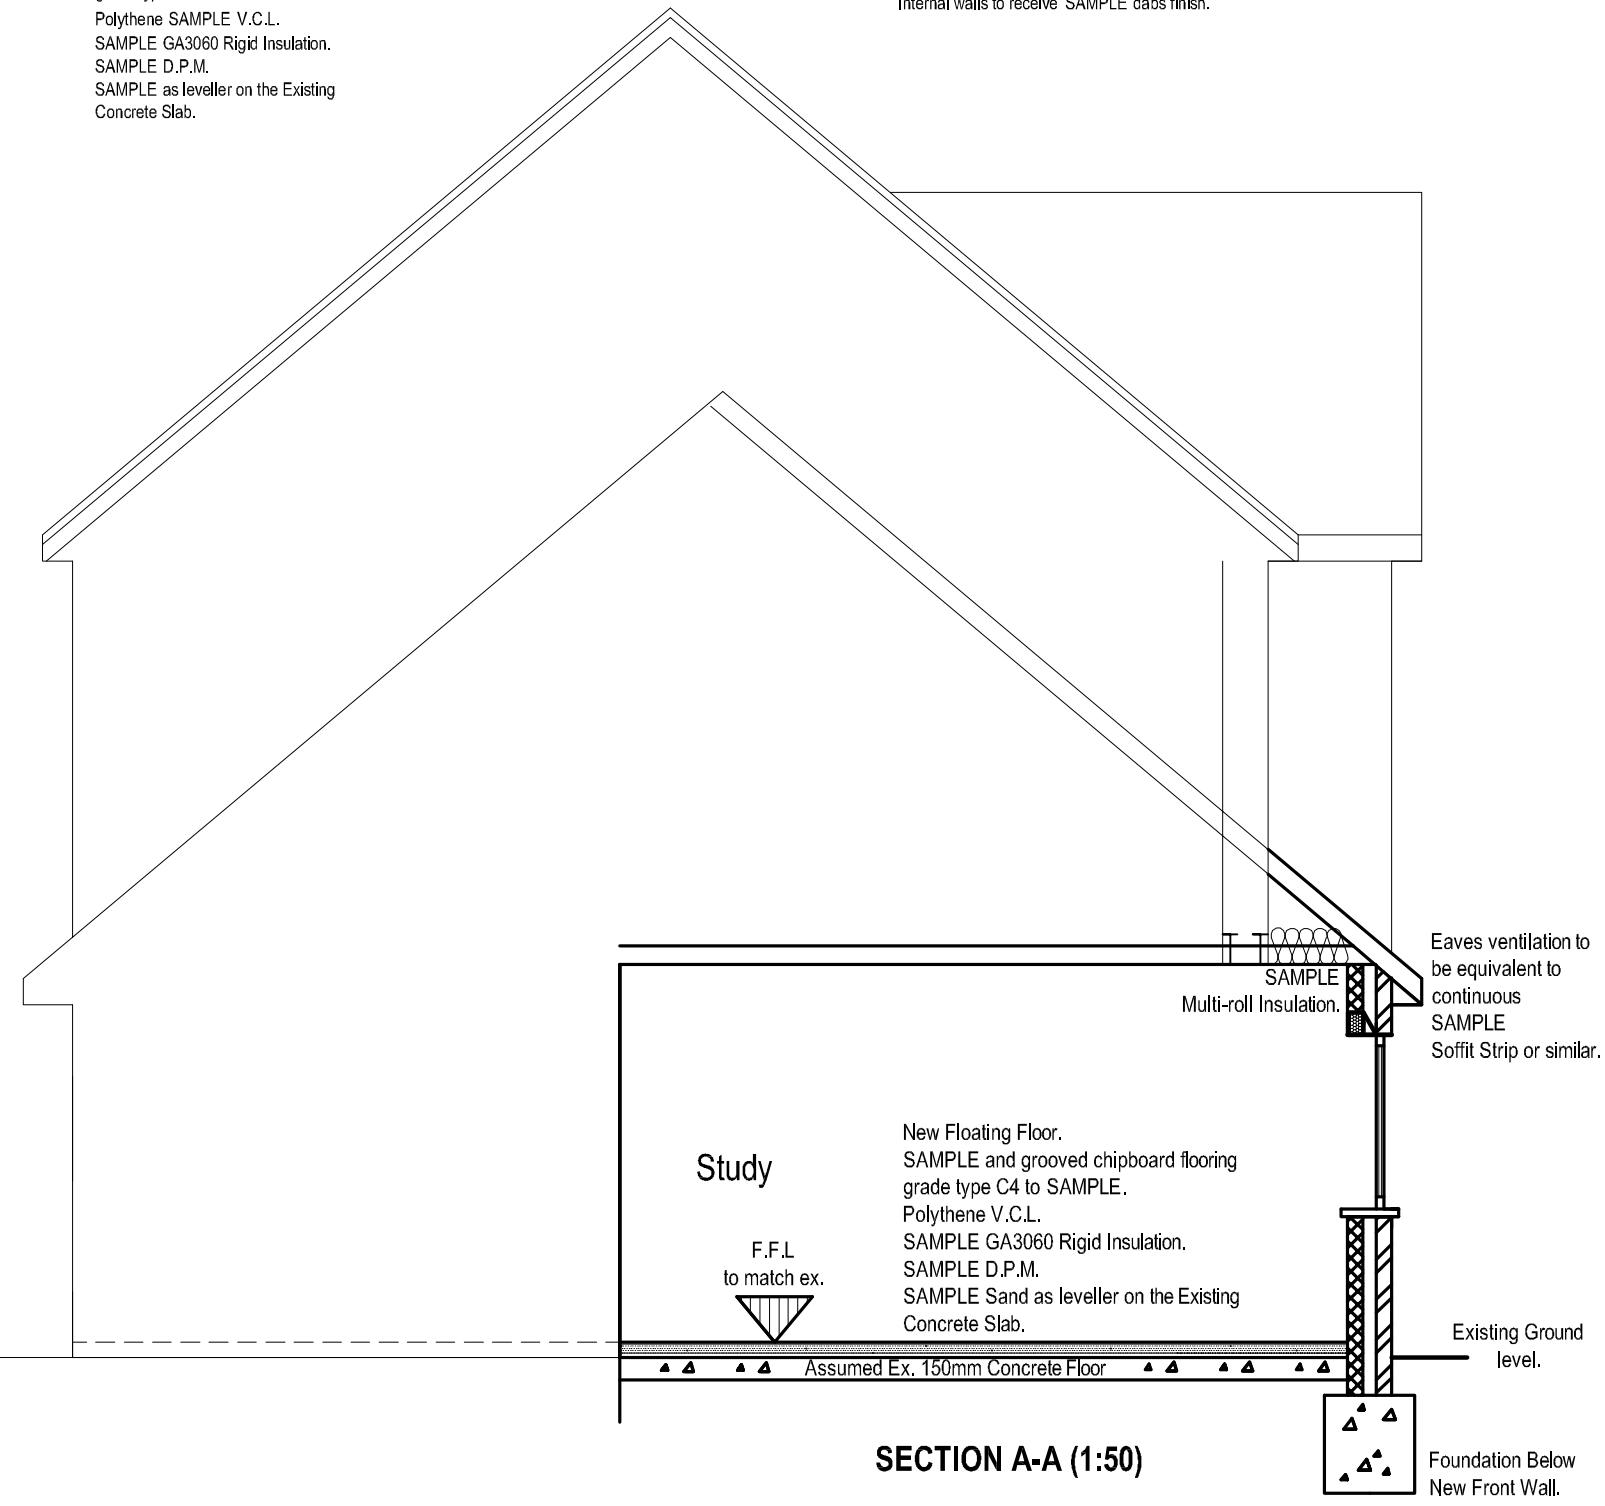 Polythene SAMPLE V.C.L.
SAMPLE GA3060 Rigid Insulation.
SAMPLE D.P.M.
SAMPLE as leveller on the Existing
Concrete Slab.
Internal walls to receive SAMPLE dabs finish.
Eaves ventilation to
be equivalent to
continuous
SAMPLE
Soffit Strip or similar.
SAMPLE
Multi-roll Insulation.
Study
New Floating Floor.
SAMPLE and grooved chipboard flooring
grade type C4 to SAMPLE.
Polythene V.C.L.
SAMPLE GA3060 Rigid Insulation.
SAMPLE D.P.M.
SAMPLE Sand as leveller on the Existing
Concrete Slab.
F.F.L
to match ex.
Existing Ground
level.
Assumed Ex. 150mm Concrete Floor
SECTION A-A (1:50)
Foundation Below
New Front Wall.